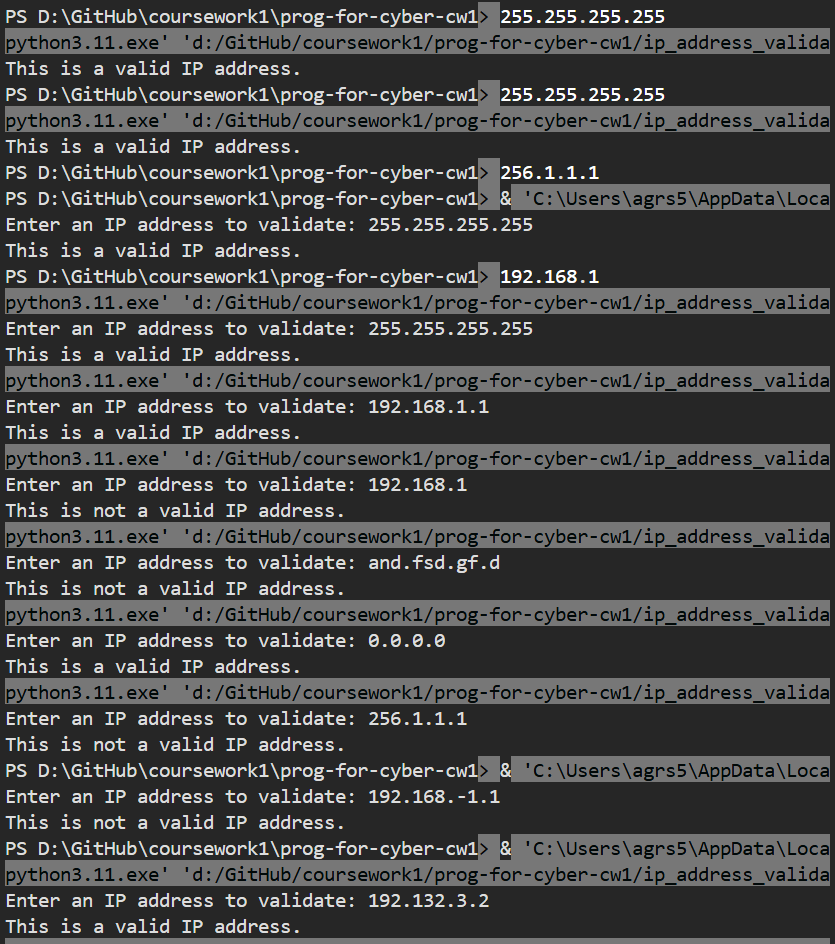 PS D:\GitHub\coursework1\prog-for-cyber-cw1> 255.255.255.255
python3.11.exe' 'd:/GitHub/coursework1/prog-for-cyber-cw1/ip_address_valida
This is a valid IP address.
PS D:\GitHub\coursework1\prog-for-cyber-cw1> 255.255.255.255
python3.11.exe' 'd:/GitHub/coursework1/prog-for-cyber-cw1/ip_address_valida
This is a valid IP address.
PS D:\GitHub\coursework1\prog-for-cyber-cw1> 256.1.1.1
PS D:\GitHub\coursework1\prog-for-cyber-cw1> & 'C:\Users\agrs5\AppData\Loca
Enter an IP address to validate: 255.255.255.255
This is a valid IP address.
PS D:\GitHub\coursework1\prog-for-cyber-cw1> 192.168.1
python3.11.exe' 'd:/GitHub/coursework1/prog-for-cyber-cw1/ip_address_valida
Enter an IP address to validate: 255.255.255.255
This is a valid IP address.
python3.11.exe' 'd:/GitHub/coursework1/prog-for-cyber-cw1/ip_address_valida
Enter an IP address to validate: 192.168.1.1
This is a valid IP address.
python3.11.exe' 'd:/GitHub/coursework1/prog-for-cyber-cw1/ip_address_valida
Enter an IP address to validate: 192.168.1
This is not a valid IP address.
python3.11.exe' 'd:/GitHub/coursework1/prog-for-cyber-cw1/ip_address_valida
Enter an IP address to validate: and.fsd.gf.d
This is not a valid IP address.
python3.11.exe' 'd:/GitHub/coursework1/prog-for-cyber-cw1/ip_address_valida
Enter an IP address to validate: 0.0.0.0
This is a valid IP address.
python3.11.exe' 'd:/GitHub/coursework1/prog-for-cyber-cw1/ip_address_valida
Enter an IP address to validate: 256.1.1.1
This is not a valid IP address.
PS D:\GitHub\coursework1\prog-for-cyber-cw1> & 'C:\Users\agrs5\AppData\Loca
Enter an IP address to validate: 192.168.-1.1
This is not a valid IP address.
PS D:\GitHub\coursework1\prog-for-cyber-cw1> & 'C:\Users\agrs5\AppData\Loca
python3.11.exe' 'd:/GitHub/coursework1/prog-for-cyber-cw1/ip_address_valida
Enter an IP address to validate: 192.132.3.2
This is a valid IP address.